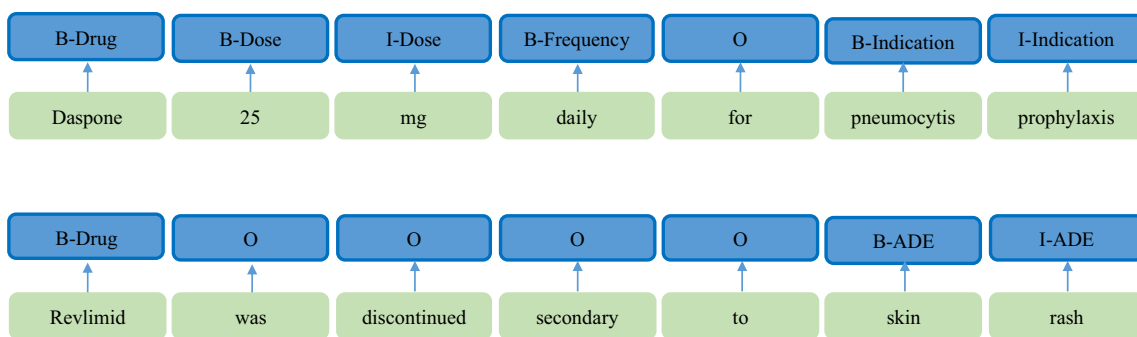 B-Drug B-Dose I-Dose B-Frequency O B-Indication I-Indication
Daspone 25 mg daily for pneumocytis prophylaxis
B-Drug O O O O B-ADE I-ADE
Revlimid was discontinued secondary to skin rash